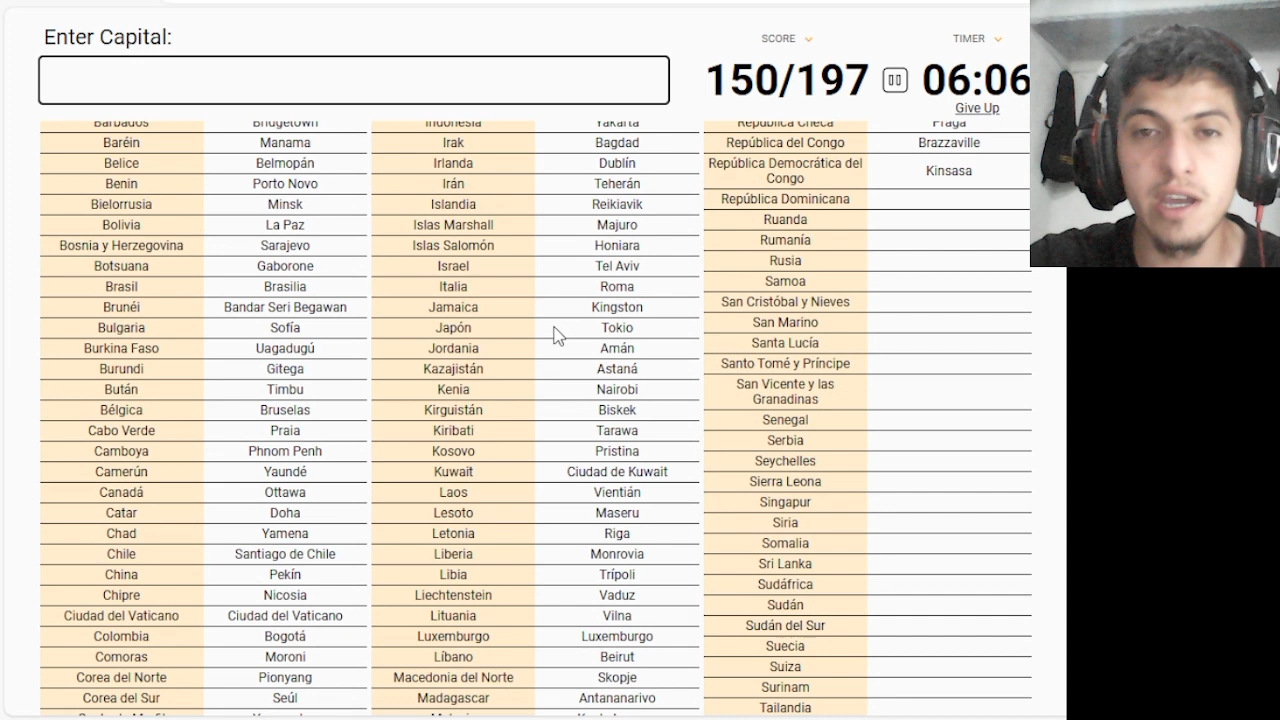 Enter Capital:
SCORE
TIMER
150/197
06:06
Give Up
Barbados Bridgetown
Baréin Manama
Belice Belmopán
Benin Porto Novo
Bielorrusia Minsk
Bolivia La Paz
Bosnia y Herzegovina Sarajevo
Botsuana Gaborone
Brasil Brasilia
Brunéi Bandar Seri Begawan
Bulgaria Sofía
Burkina Faso Uagadugú
Burundi Gitega
Bután Timbu
Bélgica Bruselas
Cabo Verde Praia
Camboya Phnom Penh
Camerún Yaundé
Canadá Ottawa
Catar Doha
Chad Yamena
Chile Santiago de Chile
China Pekín
Chipre Nicosia
Ciudad del Vaticano Ciudad del Vaticano
Colombia Bogotá
Comoras Moroni
Corea del Norte Pionyang
Corea del Sur Seúl
Indonesia Yakarta
Irak Bagdad
Irlanda Dublín
Irán Teherán
Islandia Reikiavik
Islas Marshall Majuro
Islas Salomón Honiara
Israel Tel Aviv
Italia Roma
Jamaica Kingston
Japón Tokio
Jordania Amán
Kazajistán Astaná
Kenia Nairobi
Kirguistán Biskek
Kiribati Tarawa
Kosovo Pristina
Kuwait Ciudad de Kuwait
Laos Vientián
Lesoto Maseru
Letonia Riga
Liberia Monrovia
Libia Trípoli
Liechtenstein Vaduz
Lituania Vilna
Luxemburgo Luxemburgo
Líbano Beirut
Macedonia del Norte Skopje
Madagascar Antananarivo
República Checa Praga
República del Congo Brazzaville
República Democrática del
Congo Kinsasa
República Dominicana
Ruanda
Rumanía
Rusia
Samoa
San Cristóbal y Nieves
San Marino
Santa Lucía
Santo Tomé y Príncipe
San Vicente y las
Granadinas
Senegal
Serbia
Seychelles
Sierra Leona
Singapur
Siria
Somalia
Sri Lanka
Sudáfrica
Sudán
Sudán del Sur
Suecia
Suiza
Surinam
Tailandia